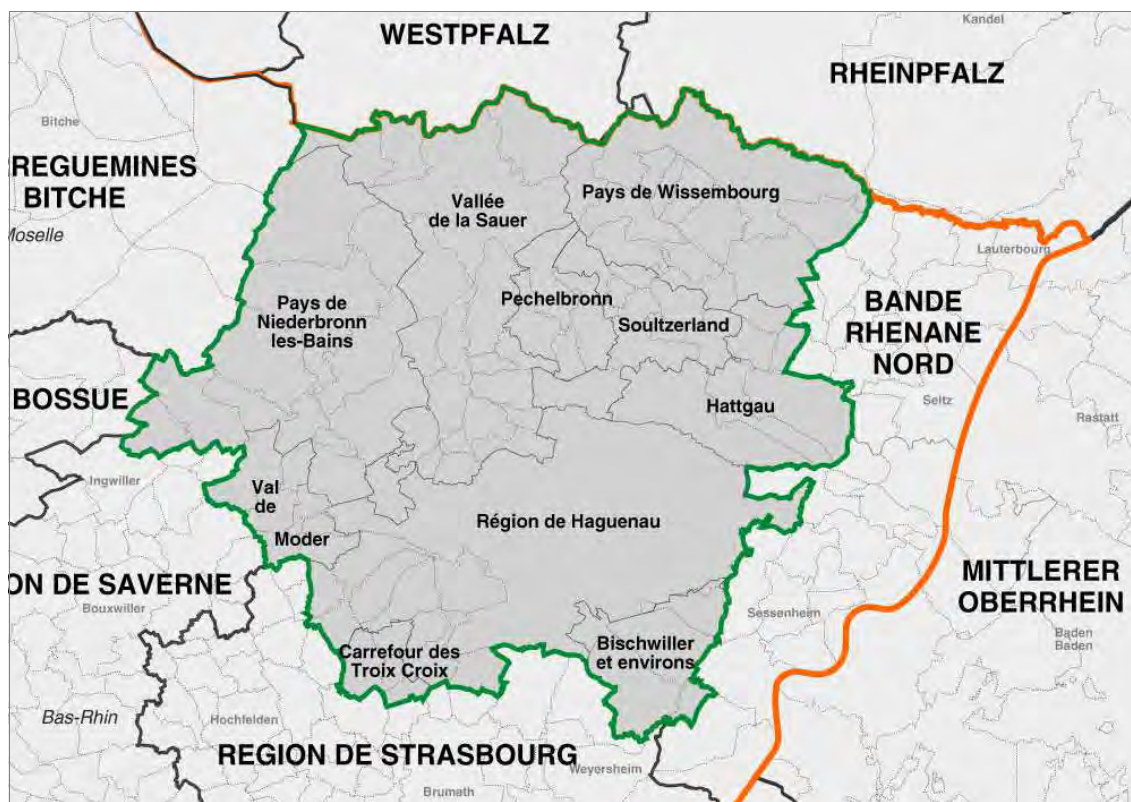 WESTPFALZ
Kandel
RHEINPFALZ
Bitche
RREGUEMINES
BITCHE
Moselle
Vallée
de la Sauer
Pays de Wissembourg
Lauterbourg
Pays de
Niederbronn
les-Bains
Pechelbronn
Soultzerland
BANDE
RHENANE
NORD
BOSSUE
Hattgau
Seltz
Rastatt
Ingwiller
Val
de
Moder
Région de Haguenau
ON DE SAVERNE
Bouxwiller
MITTLERER
OBERRHEIN
Sessenheim
Baden
Baden
Carrefour des
Troix Croix
Bischwiller
et environs
Bas-Rhin
Hochfelden
REGION DE STRASBOURG
Weyersheim
Brumath